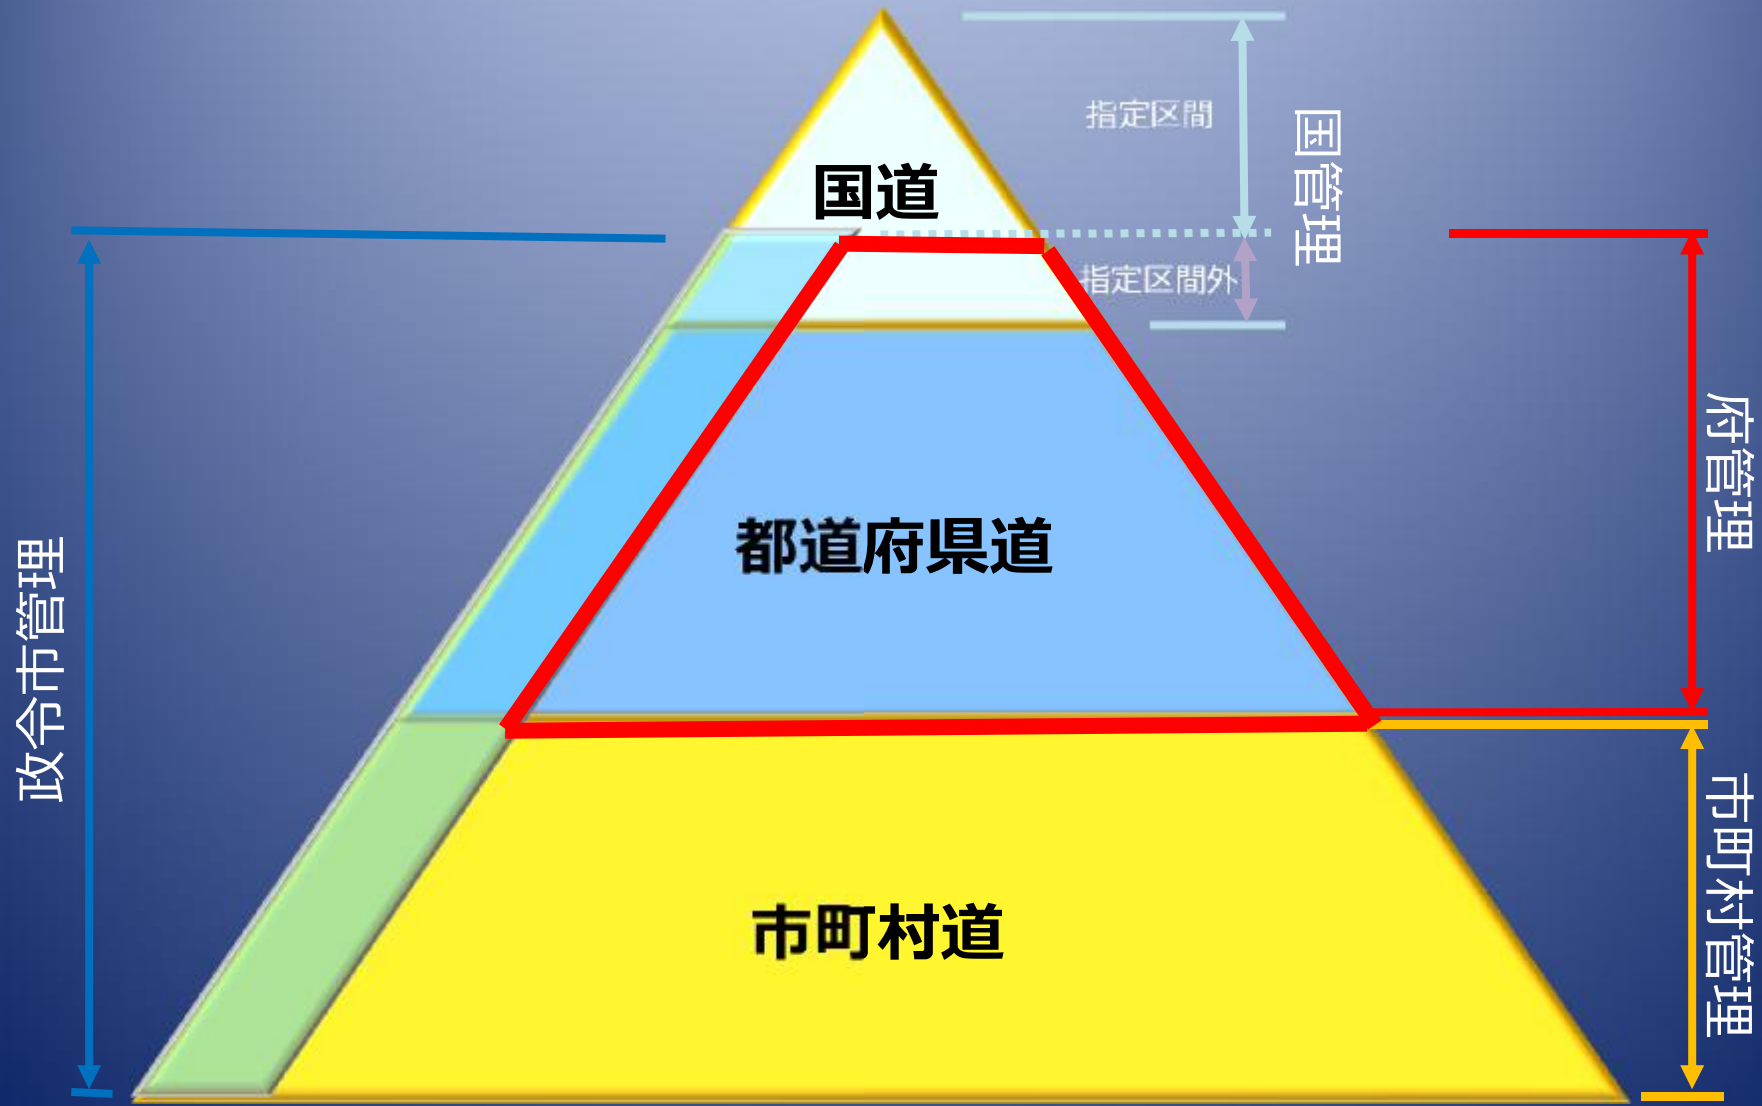 指定区間
国管理
国道
指定区間外
府管理
都道府県道
政令市管理
市町村道
市町村管理